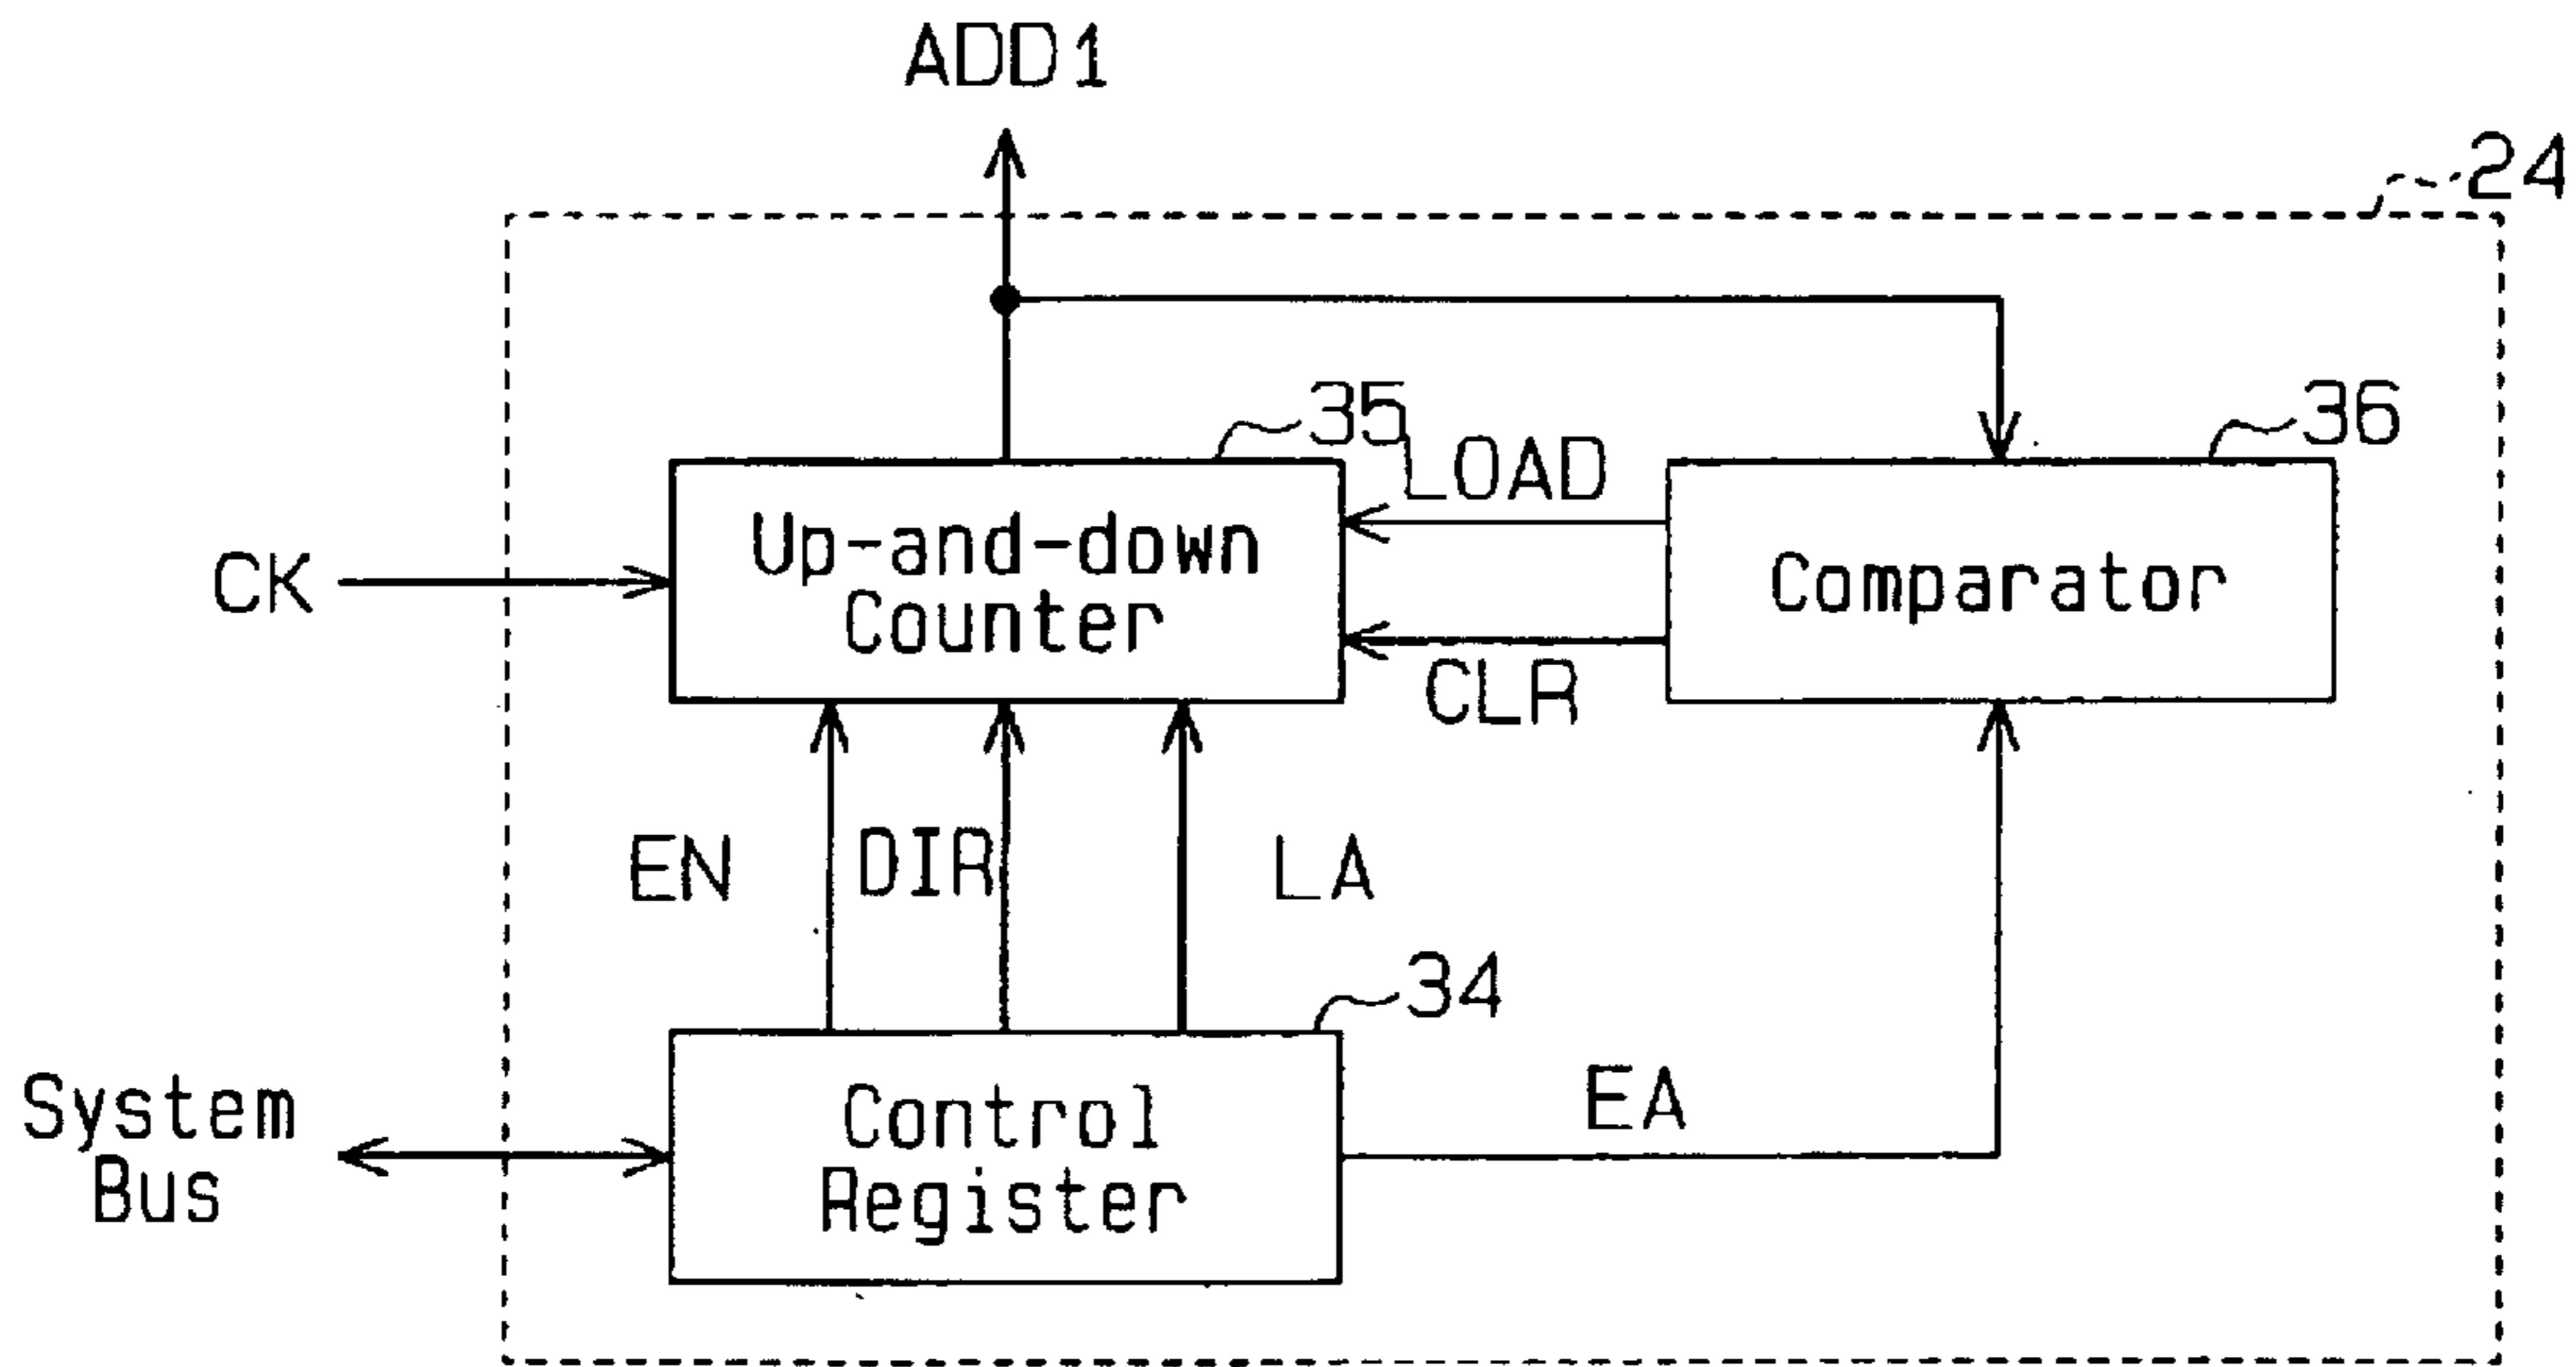 ADD1
24
35
36
LOAD
Up-and-down
Counter
Comparator
CK
CLR
EN
DIR
LA
34
System
Bus
Control
Register
EA